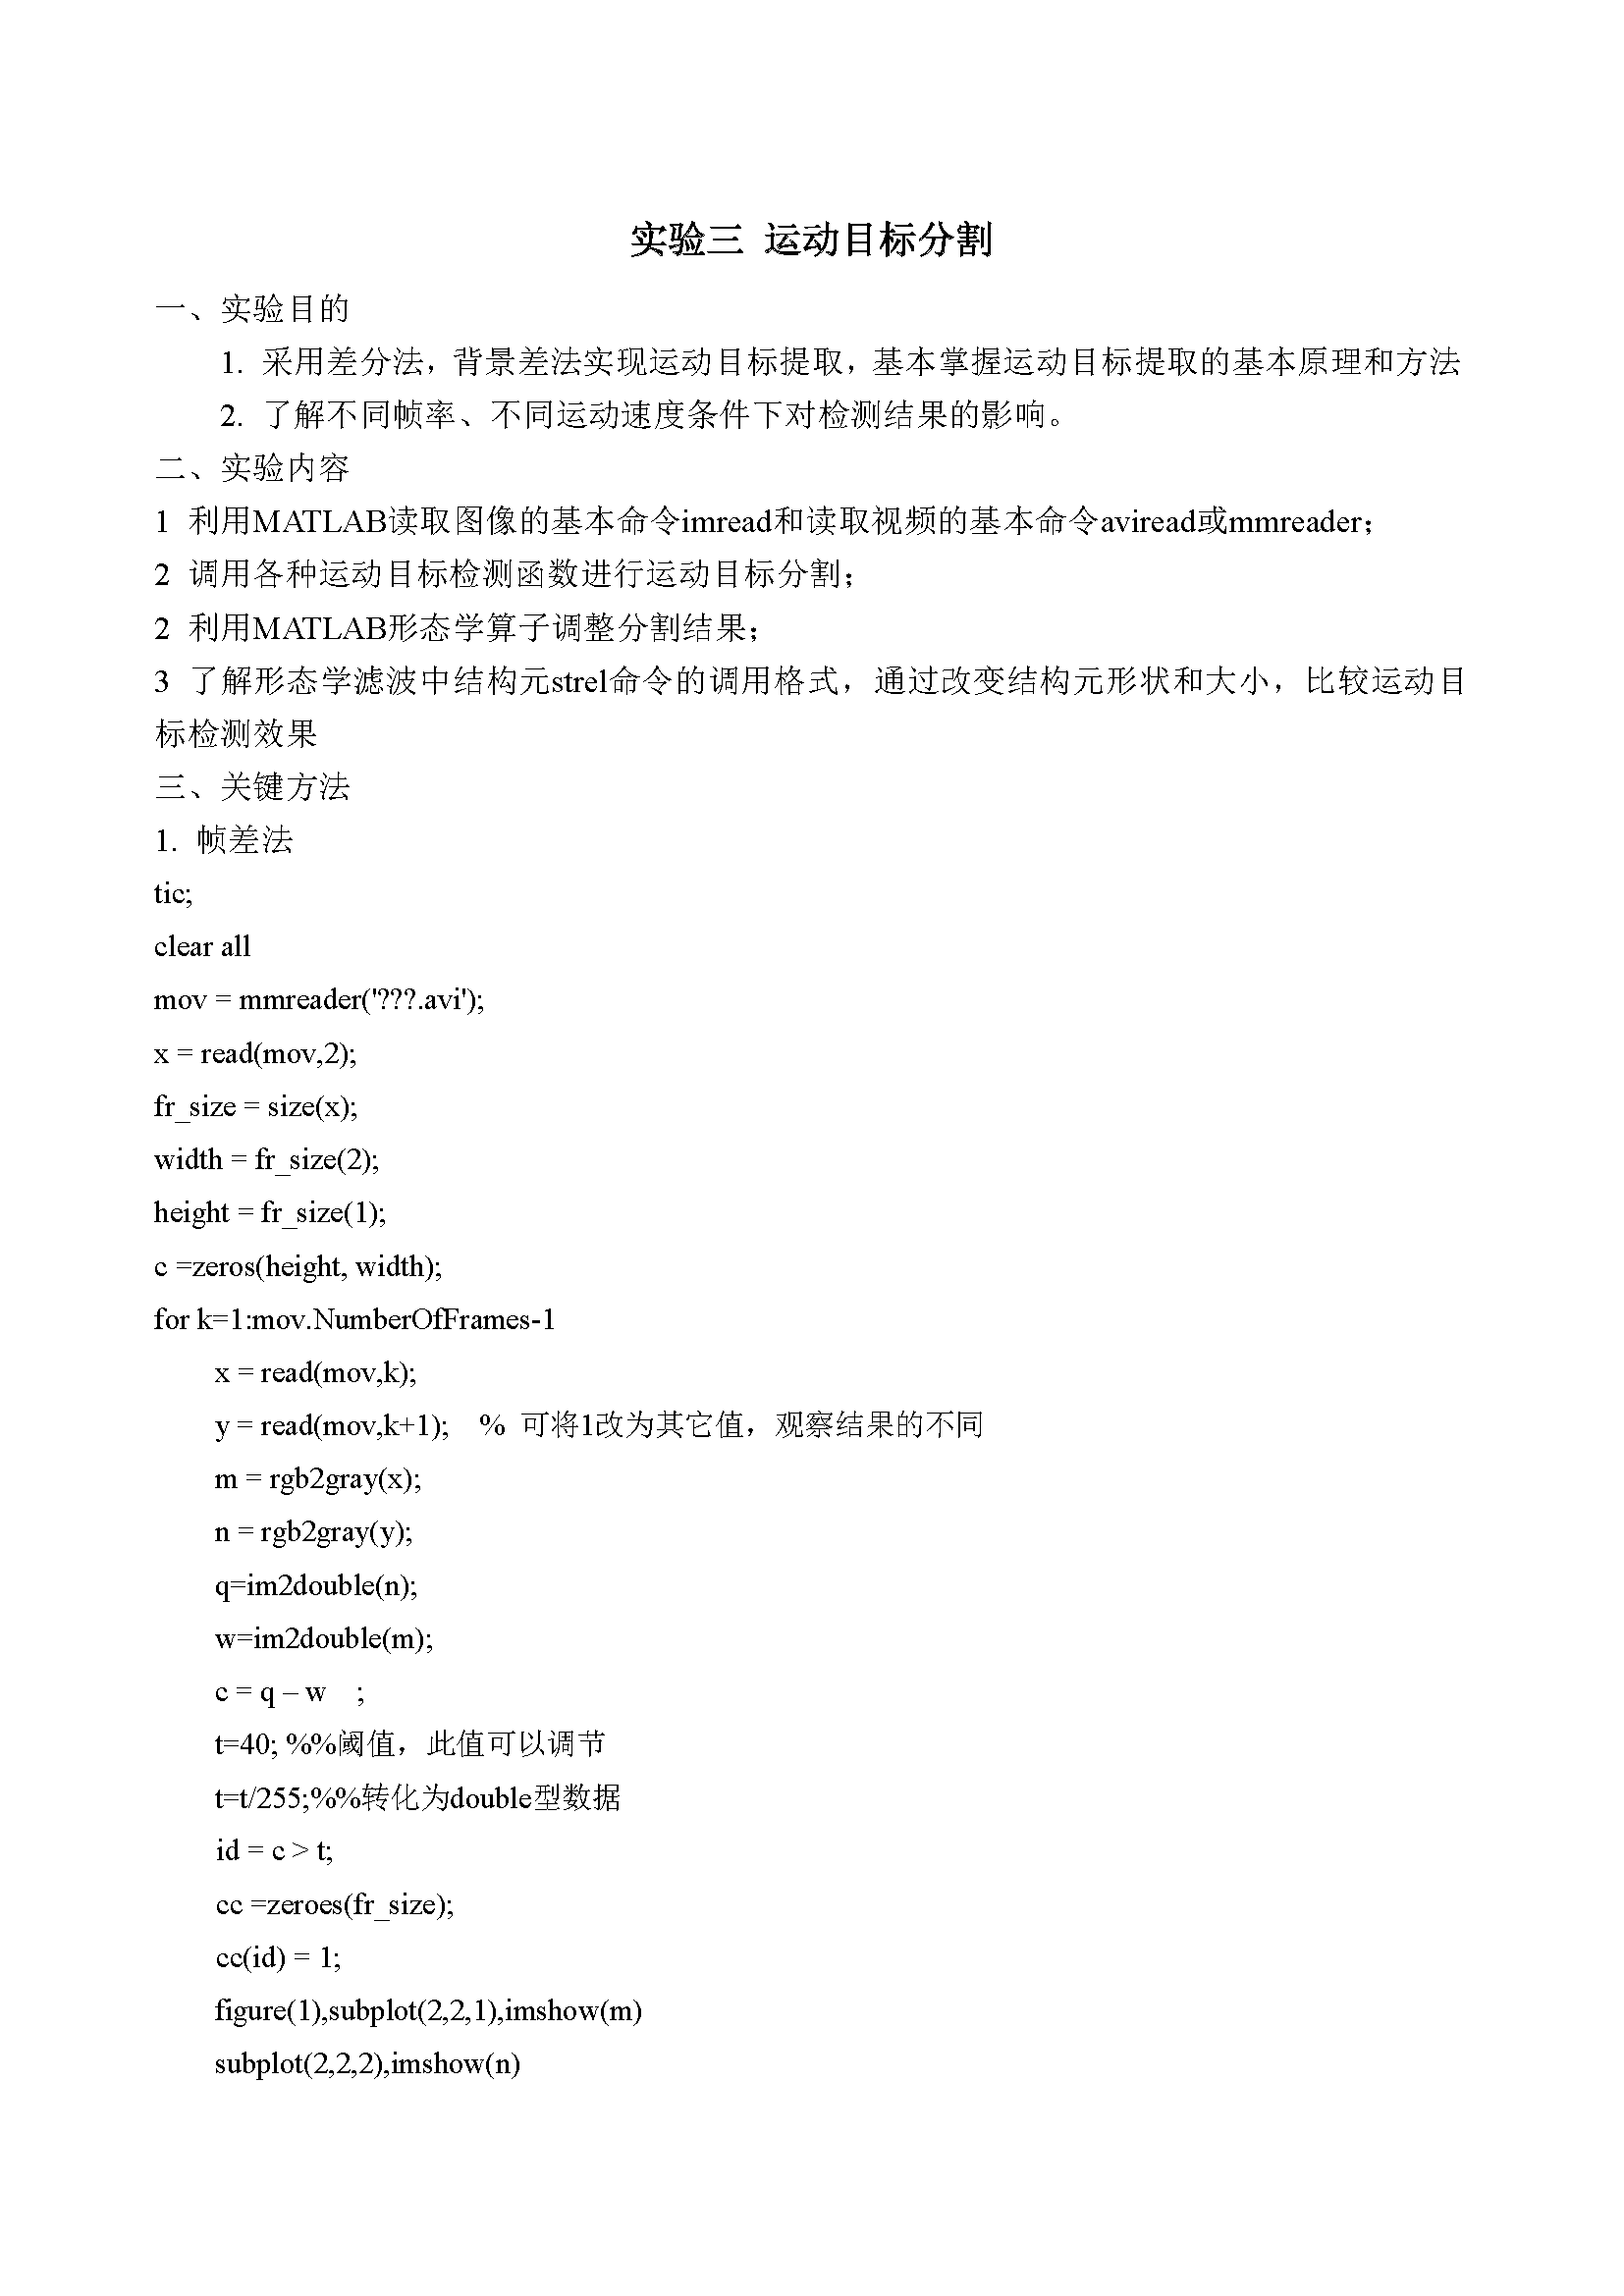 实验三 运动目标分割
一、实验目的
1. 采用差分法，背景差法实现运动目标提取，基本掌握运动目标提取的基本原理和方法
2. 了解不同帧率、不同运动速度条件下对检测结果的影响。
二、实验内容
1 利用MATLAB读取图像的基本命令imread和读取视频的基本命令aviread或mmreader；
2 调用各种运动目标检测函数进行运动目标分割；
2 利用MATLAB形态学算子调整分割结果；
3 了解形态学滤波中结构元strel命令的调用格式，通过改变结构元形状和大小，比较运动目
标检测效果
三、关键方法
1. 帧差法
tic;
clear all
mov = mmreader('???.avi');
x = read(mov,2);
fr_size = size(x);
width = fr_size(2);
height = fr_size(1);
c =zeros(height, width);
for k=1:mov.NumberOfFrames-1
x = read(mov,k);
y = read(mov,k+1); % 可将1改为其它值，观察结果的不同
m = rgb2gray(x);
n = rgb2gray(y);
q=im2double(n);
w=im2double(m);
c = q – w ;
t=40; %%阈值，此值可以调节
t=t/255;%%转化为double型数据
id = c > t;
cc =zeroes(fr_size);
cc(id) = 1;
figure(1),subplot(2,2,1),imshow(m)
subplot(2,2,2),imshow(n)